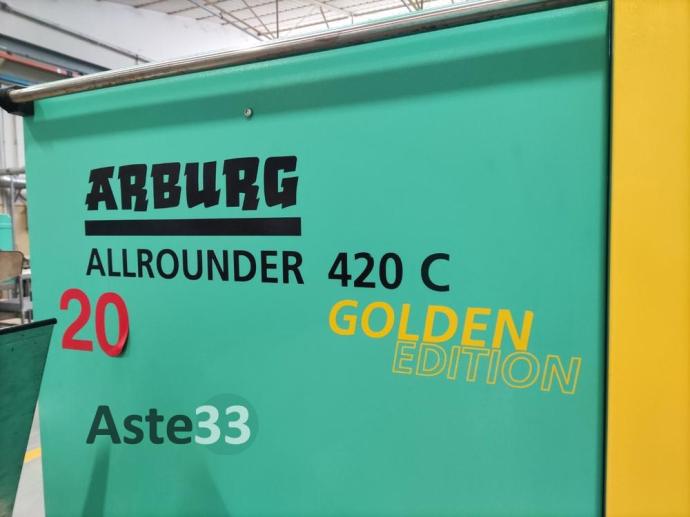 ARBURG
ALLROUNDER 420 C
GOLDEN
EDITION
20
Aste33